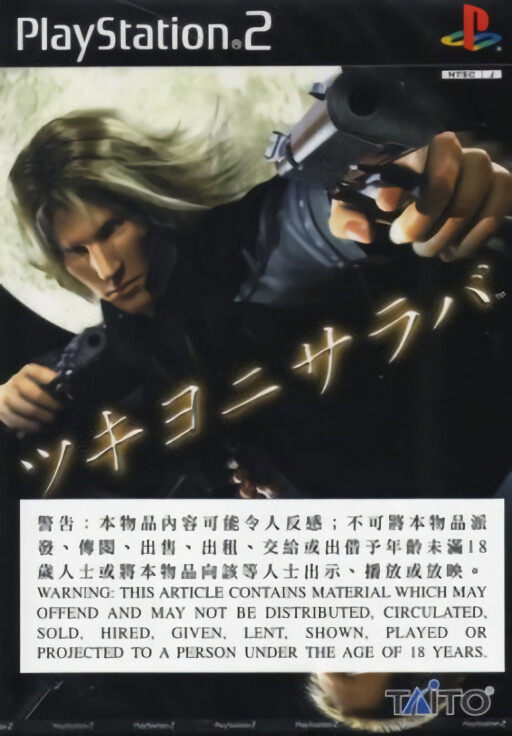 PlayStation®2
NTSC J
ツキヨニサラバ™
警告：本物品內容可能令人反感；不可將本物品派
發、傳閱、出售、出租、交給或出借予年齡未滿18
歲人士或將本物品向該等人士出示、播放或放映。
WARNING: THIS ARTICLE CONTAINS MATERIAL WHICH MAY
OFFEND AND MAY NOT BE DISTRIBUTED, CIRCULATED,
SOLD, HIRED, GIVEN, LENT, SHOWN, PLAYED OR
PROJECTED TO A PERSON UNDER THE AGE OF 18 YEARS.
TAITO®